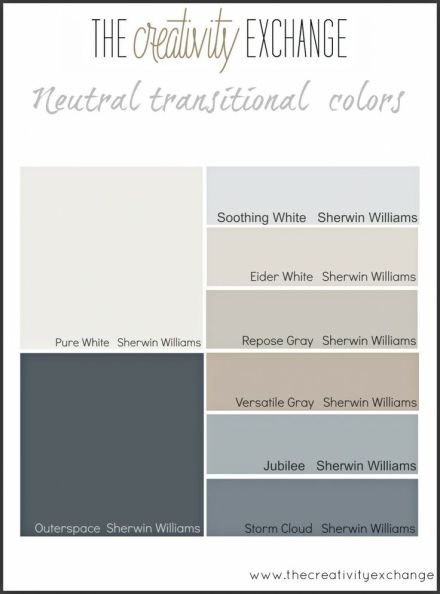 THE creativity EXCHANGE
Neutral transitional colors
Pure White Sherwin Williams
Outerspace Sherwin Williams
Soothing White Sherwin Williams
Eider White Sherwin Williams
Repose Gray Sherwin Williams
Versatile Gray Sherwin Williams
Jubilee Sherwin Williams
Storm Cloud Sherwin Williams
www.thecreativityexchange.com